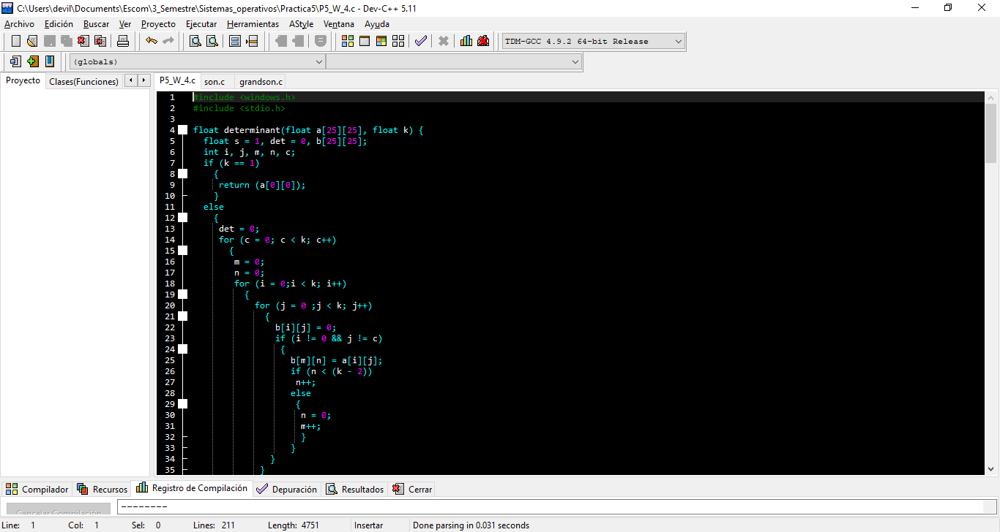 C:\Users\devil\Documents\Escom\3_Semestre\Sistemas_operativos\Practica5\P5_W_4.c - Dev-C++ 5.11
Archivo Edición Buscar Ver Proyecto Ejecutar Herramientas AStyle Ventana Ayuda
TDM-GCC 4.9.2 64-bit Release
(globals)
Proyecto Clases(Funciones) P5_W_4.c son.c grandson.c
1 #include <windows.h>
2 #include <stdio.h>
3
4 float determinant(float a[25][25], float k) {
5 float s = 1, det = 0, b[25][25];
6 int i, j, m, n, c;
7 if (k == 1)
8 {
9 return (a[0][0]);
10 }
11 else
12 {
13 det = 0;
14 for (c = 0; c < k; c++)
15 {
16 m = 0;
17 n = 0;
18 for (i = 0;i < k; i++)
19 {
20 for (j = 0 ;j < k; j++)
21 {
22 b[i][j] = 0;
23 if (i != 0 && j != c)
24 {
25 b[m][n] = a[i][j];
26 if (n < (k - 2))
27 n++;
28 else
29 {
30 n = 0;
31 m++;
32 }
33 }
34 }
35 }
Compilador Recursos Registro de Compilación Depuración Resultados Cerrar
Cancelar Compilación --------
Line: 1 Col: 1 Sel: 0 Lines: 211 Length: 4751 Insertar Done parsing in 0.031 seconds